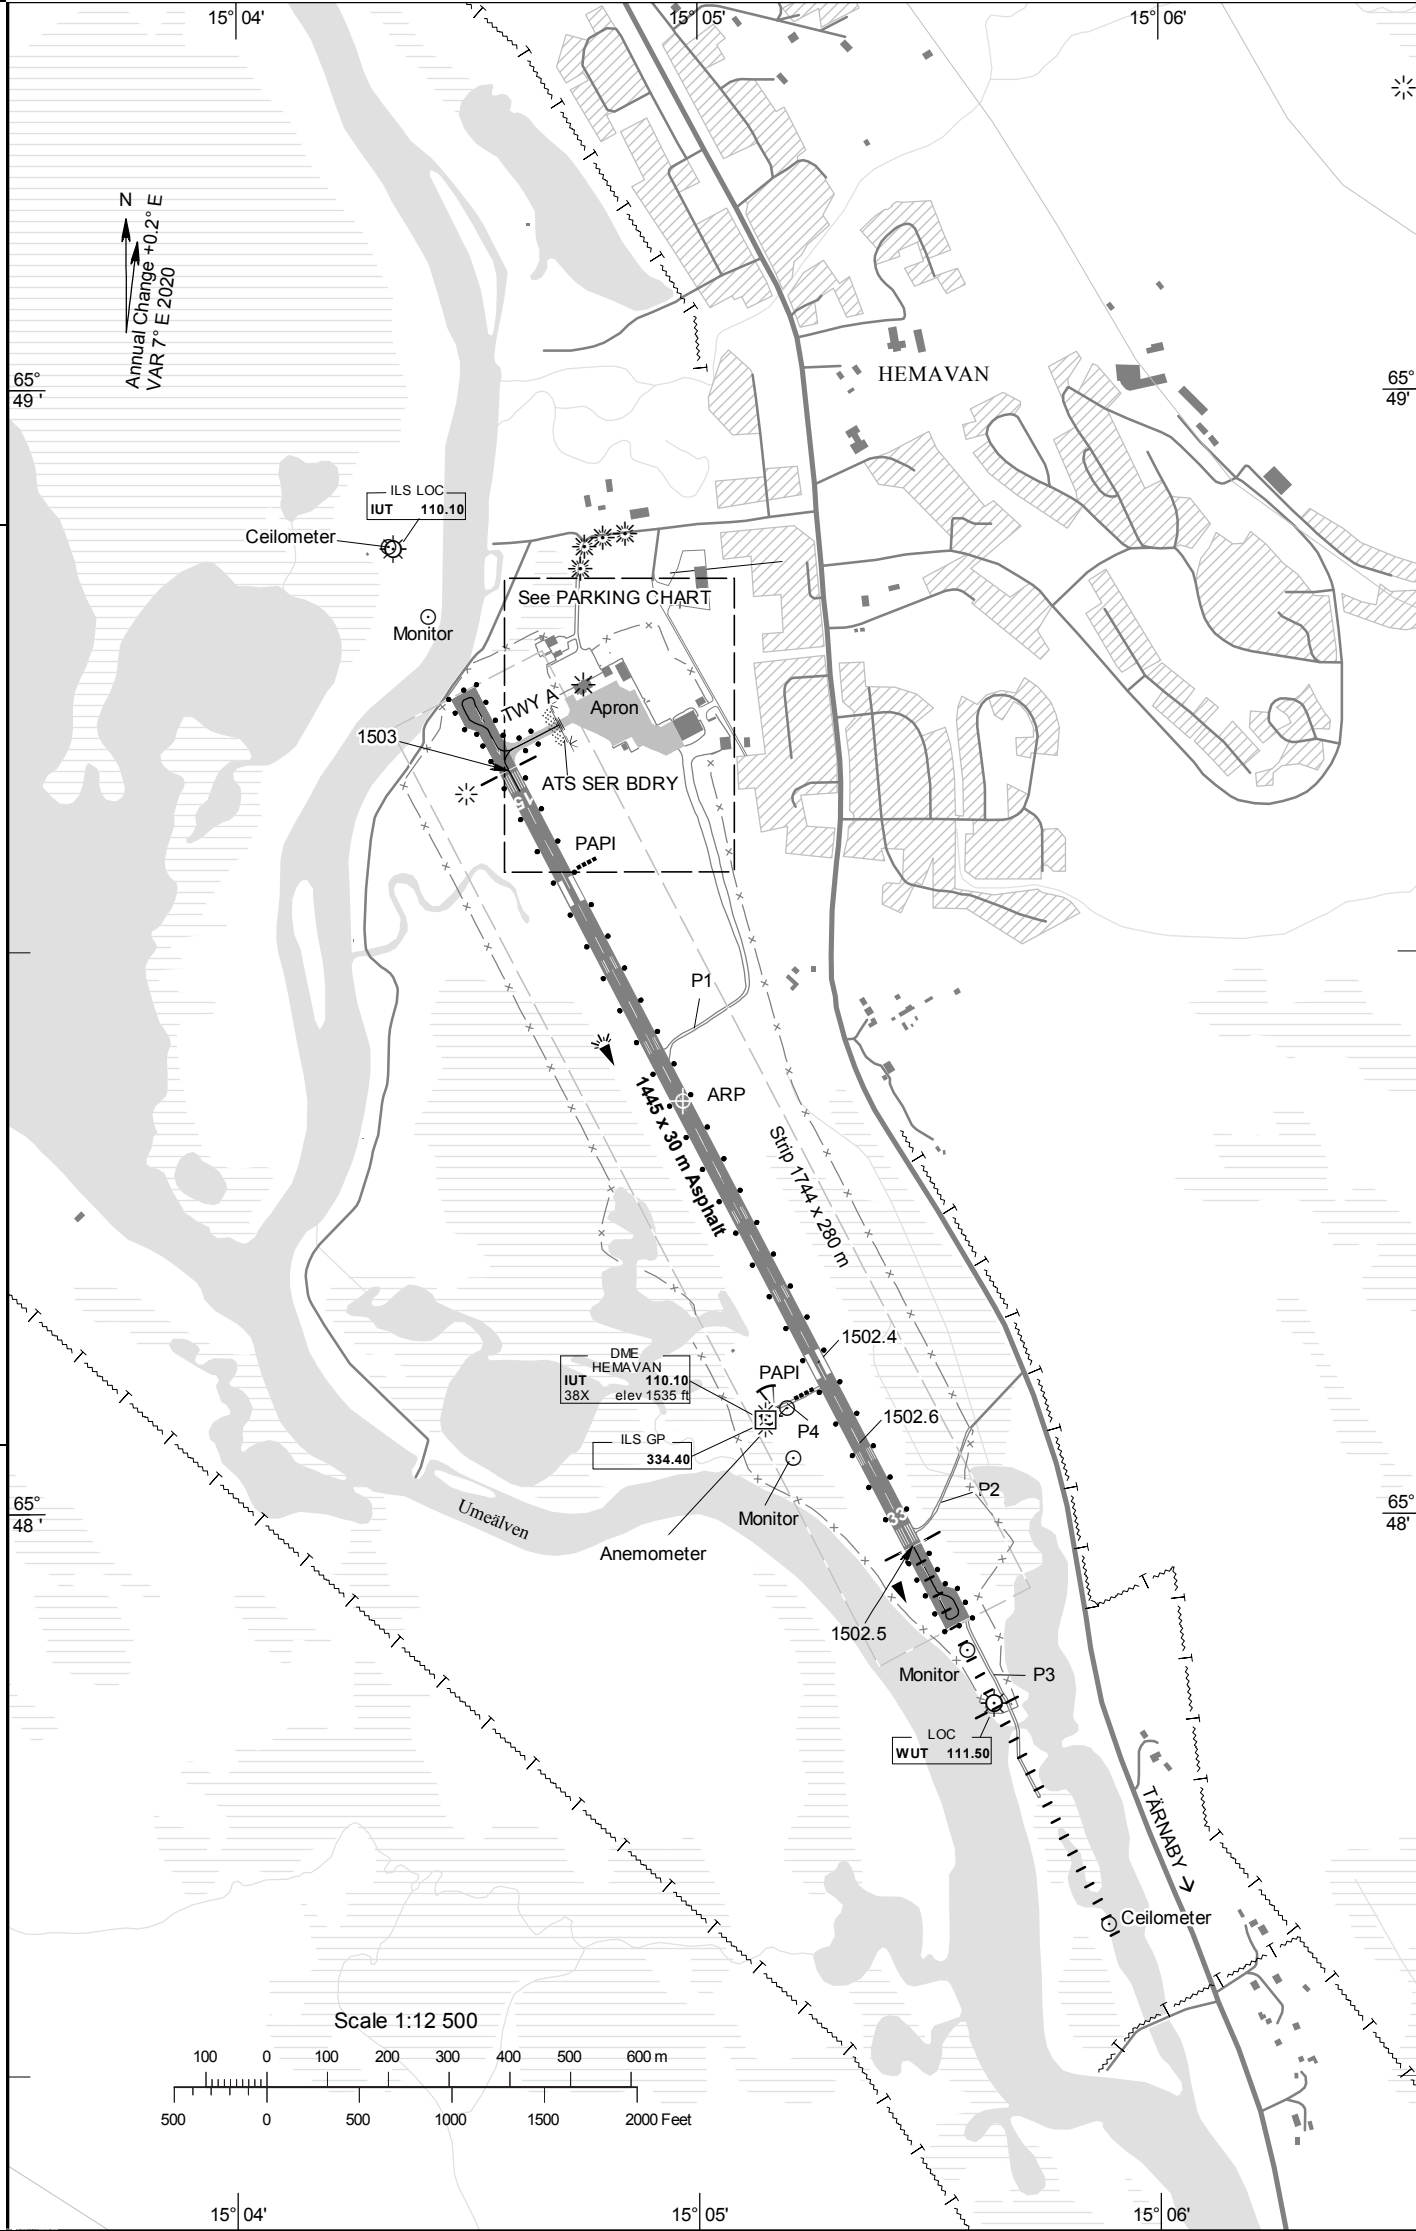 15° 04'
15° 05'
15° 06'
N
Annual Change +0.2° E
VAR 7° E 2020
65°
49 '
HEMAVAN
65°
49'
ILS LOC
IUT 110.10
Ceilometer
See PARKING CHART
Monitor
TWY A
Apron
1503
ATS SER BDRY
15
PAPI
P1
ARP
1445 x 30 m Asphalt
Strip 1744 x 280 m
1502.4
DME
HEMAVAN
IUT 110.10
38X elev 1535 ft
PAPI
1502.6
P4
ILS GP
334.40
P2
65°
48 '
Umeälven
Monitor
33
65°
48'
Anemometer
1502.5
Monitor
P3
LOC
WUT 111.50
TÄRNABY
Ceilometer
Scale 1:12 500
100 0 100 200 300 400 500 600 m
500 0 500 1000 1500 2000 Feet
15° 04'
15° 05'
15° 06'